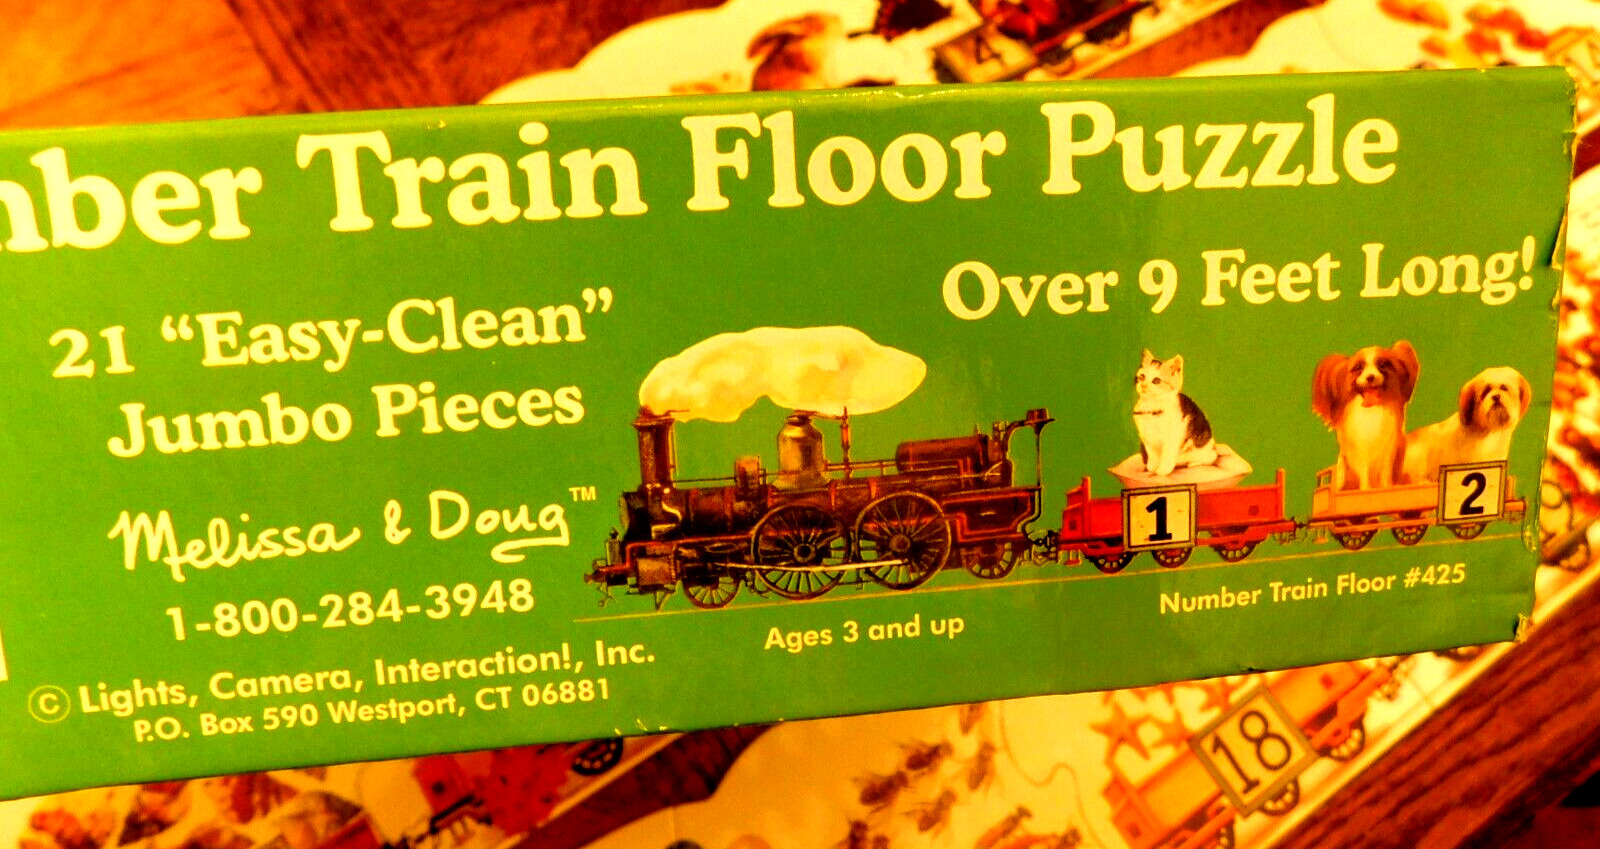 mber Train Floor Puzzle
21 “Easy-Clean”
Jumbo Pieces
Over 9 Feet Long!
Melissa & Doug™
1-800-284-3948
© Lights, Camera, Interaction!, Inc.
P.O. Box 590 Westport, CT 06881
1
2
Ages 3 and up
Number Train Floor #425
4
18